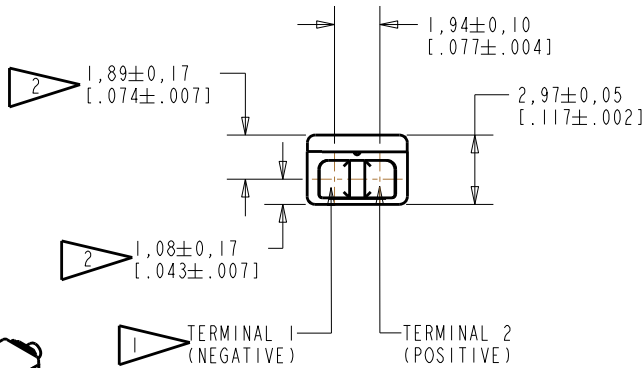 1,94±0,10
[.077±.004]
2
1,89±0,17
[.074±.007]
2,97±0,05
[.117±.002]
2
1,08±0,17
[.043±.007]
1
TERMINAL 1
(NEGATIVE)
TERMINAL 2
(POSITIVE)